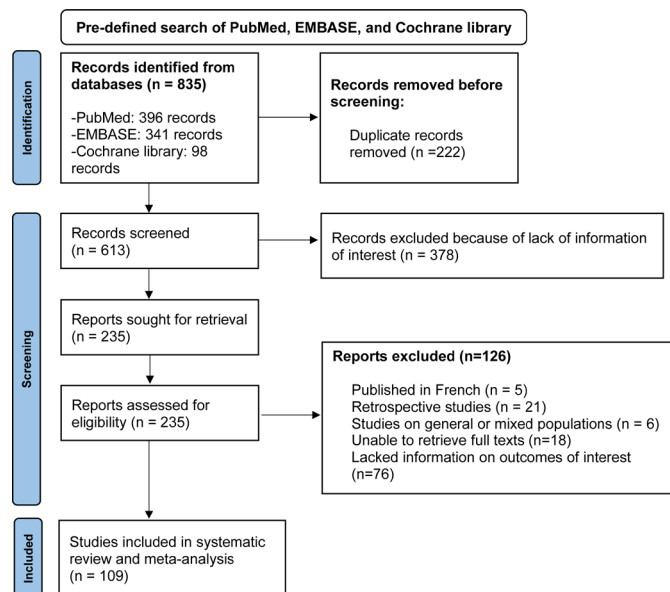 Pre-defined search of PubMed, EMBASE, and Cochrane library
Identification
Records identified from
databases (n = 835)
-PubMed: 396 records
-EMBASE: 341 records
-Cochrane library: 98
records
Records removed before
screening:
Duplicate records
removed (n =222)
Screening
Records screened
(n = 613)
Records excluded because of lack of information
of interest (n = 378)
Reports sought for retrieval
(n = 235)
Reports assessed for
eligibility (n = 235)
Reports excluded (n=126)
Published in French (n = 5)
Retrospective studies (n = 21)
Studies on general or mixed populations (n = 6)
Unable to retrieve full texts (n=18)
Lacked information on outcomes of interest
(n=76)
Included
Studies included in systematic
review and meta-analysis
(n = 109)